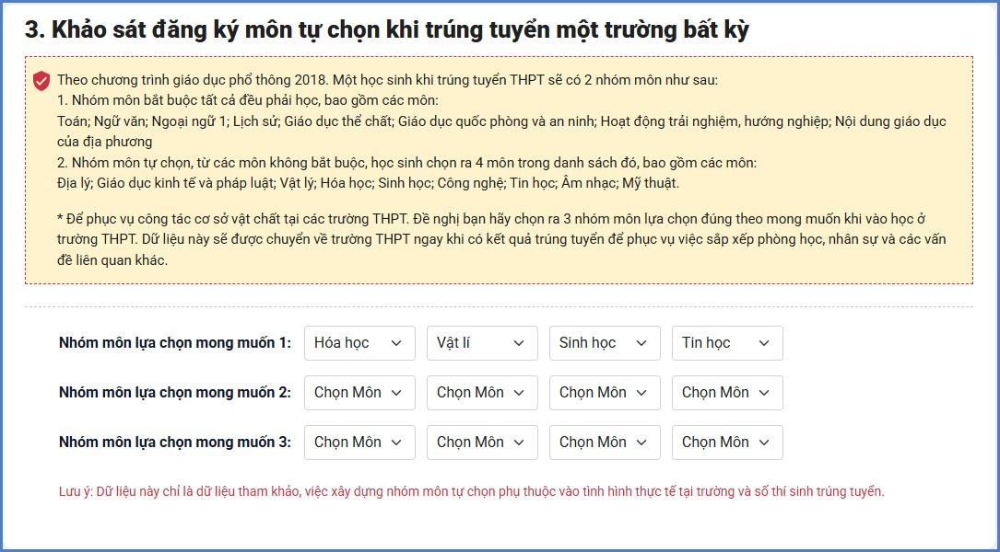 3. Khảo sát đăng ký môn tự chọn khi trúng tuyển một trường bất kỳ
Theo chương trình giáo dục phổ thông 2018. Một học sinh khi trúng tuyển THPT sẽ có 2 nhóm môn như sau:
1. Nhóm môn bắt buộc tất cả đều phải học, bao gồm các môn:
Toán; Ngữ văn; Ngoại ngữ 1; Lịch sử; Giáo dục thể chất; Giáo dục quốc phòng và an ninh; Hoạt động trải nghiệm, hướng nghiệp; Nội dung giáo dục
của địa phương
2. Nhóm môn tự chọn, từ các môn không bắt buộc, học sinh chọn ra 4 môn trong danh sách đó, bao gồm các môn:
Địa lý; Giáo dục kinh tế và pháp luật; Vật lý; Hóa học; Sinh học; Công nghệ; Tin học; Âm nhạc; Mỹ thuật.
* Để phục vụ công tác cơ sở vật chất tại các trường THPT. Đề nghị bạn hãy chọn ra 3 nhóm môn lựa chọn đúng theo mong muốn khi vào học ở
trường THPT. Dữ liệu này sẽ được chuyển về trường THPT ngay khi có kết quả trúng tuyển để phục vụ việc sắp xếp phòng học, nhân sự và các vấn
đề liên quan khác.
Nhóm môn lựa chọn mong muốn 1: Hóa học Vật lí Sinh học Tin học
Nhóm môn lựa chọn mong muốn 2: Chọn Môn Chọn Môn Chọn Môn Chọn Môn
Nhóm môn lựa chọn mong muốn 3: Chọn Môn Chọn Môn Chọn Môn Chọn Môn
Lưu ý: Dữ liệu này chỉ là dữ liệu tham khảo, việc xây dựng nhóm môn tự chọn phụ thuộc vào tình hình thực tế tại trường và số thí sinh trúng tuyển.